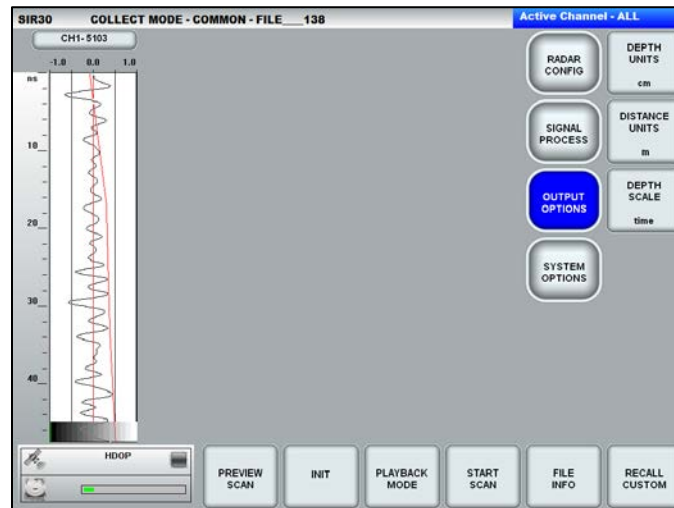 SIR30 COLLECT MODE - COMMON - FILE___138 Active Channel - ALL
CH1- 5103
-1.0 0.0 1.0
ns
10
20
30
40
RADAR
CONFIG
DEPTH
UNITS
cm
SIGNAL
PROCESS
DISTANCE
UNITS
m
OUTPUT
OPTIONS
DEPTH
SCALE
time
SYSTEM
OPTIONS
HDOP
PREVIEW
SCAN
INIT
PLAYBACK
MODE
START
SCAN
FILE
INFO
RECALL
CUSTOM